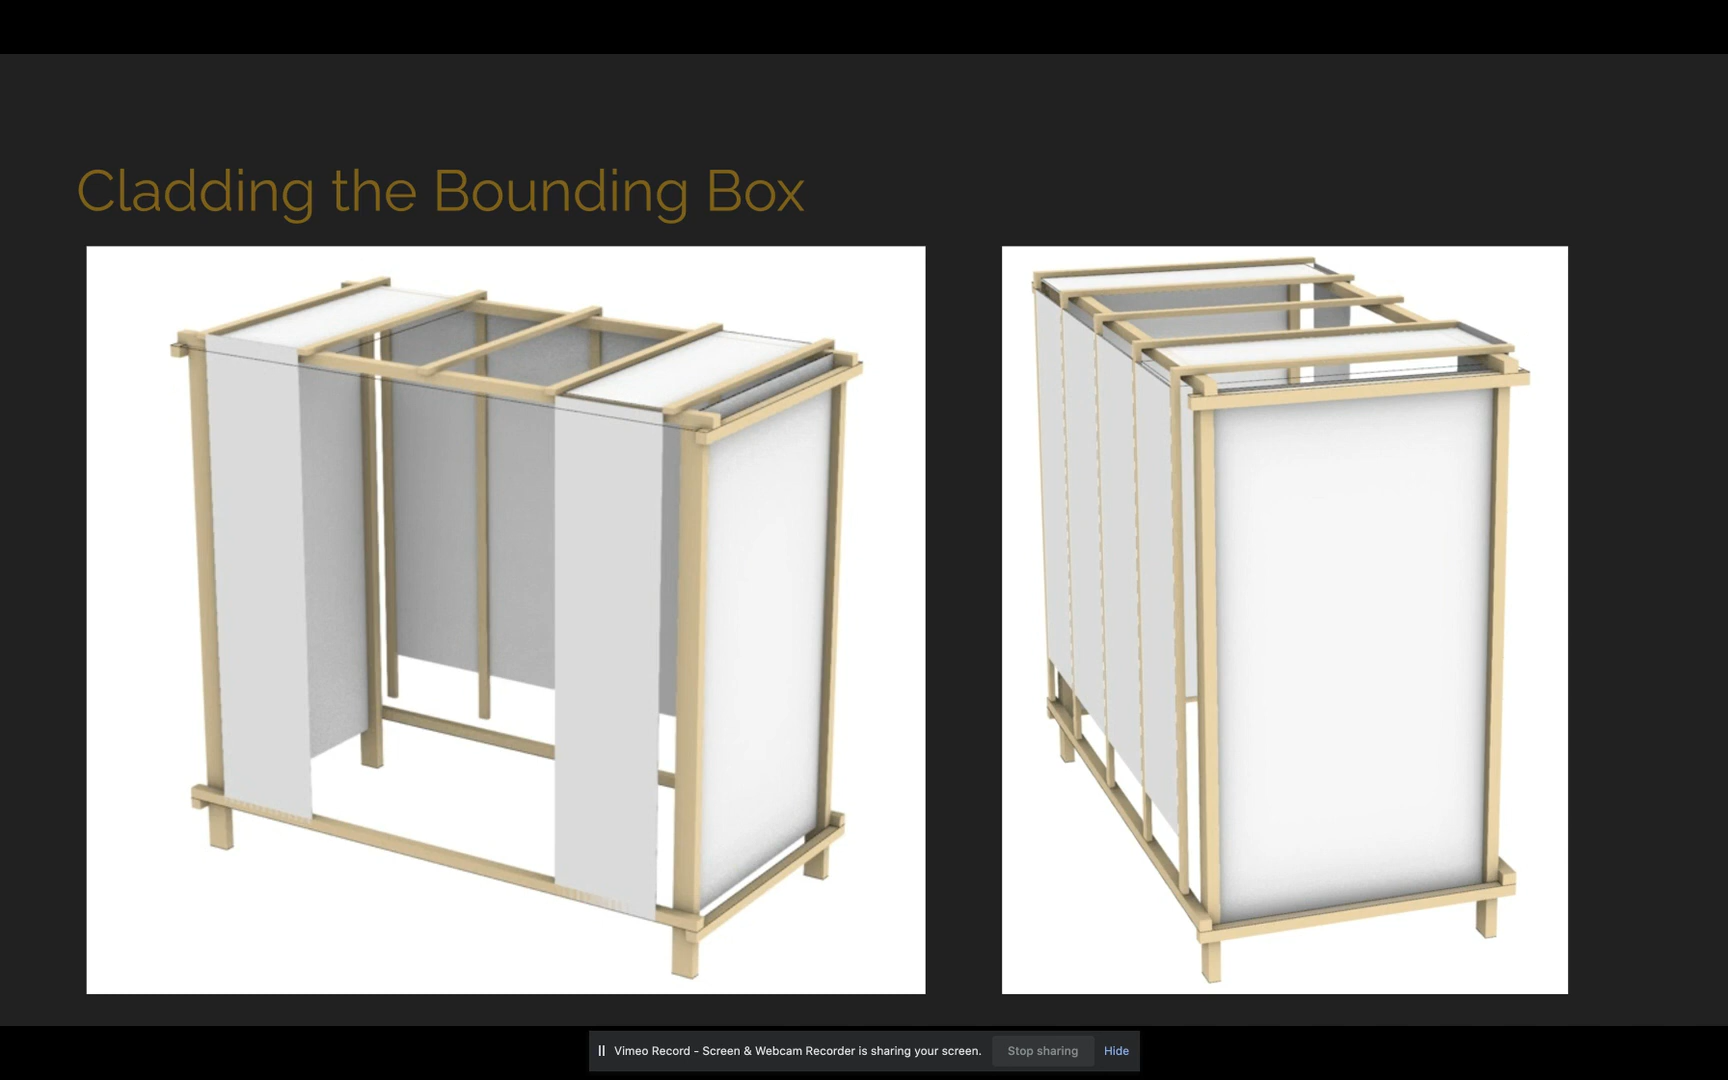 Cladding the Bounding Box
Vimeo Record - Screen & Webcam Recorder is sharing your screen.
Stop sharing
Hide